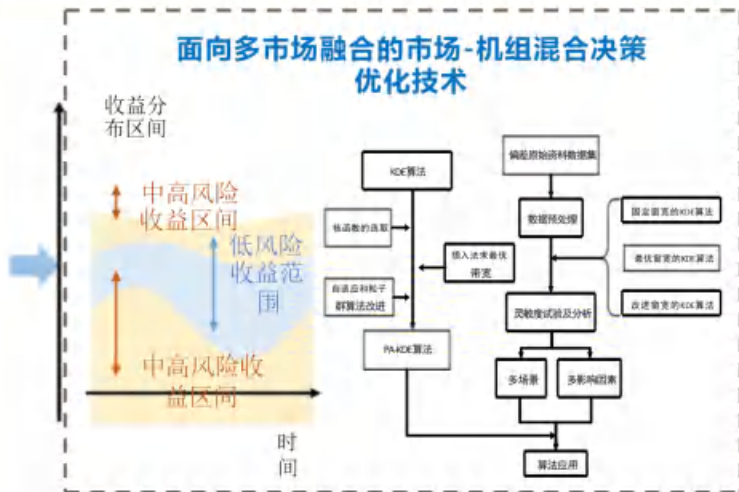 面向多市场融合的市场-机组混合决策
优化技术
收益分
布区间
中高风险
收益区间
低风险
收益范
围
中高风险收
益区间
时
间
KDE算法
核函数的选取
插入法求最优
带宽
自适应和粒子
群算法改进
PA-KDE算法
偏差原始资料数据集
数据预处理
固定窗宽的KDE算法
最优窗宽的KDE算法
改进窗宽的KDE算法
灵敏度试验及分析
多场景
多影响因素
算法应用